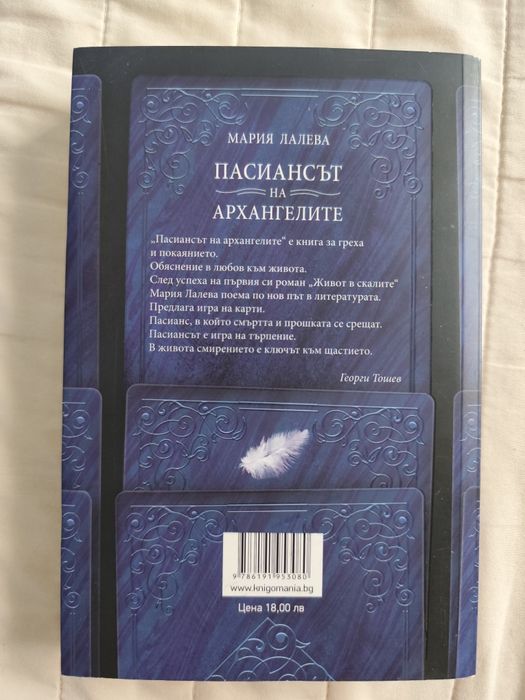 МАРИЯ ЛАЛЕВА
ПАСИАНСЪТ
НА
АРХАНГЕЛИТЕ
„Пасиансът на архангелите“ е книга за греха
и покаянието.
Обяснение в любов към живота.
След успеха на първия си роман „Живот в скалите“
Мария Лалева поема по нов път в литературата.
Предлага игра на карти.
Пасианс, в който смъртта и прошката се срещат.
Пасиансът е игра на търпение.
В живота смирението е ключът към щастието.
Георги Тошев
9 786191 953080
www.knigomania.bg
Цена 18,00 лв